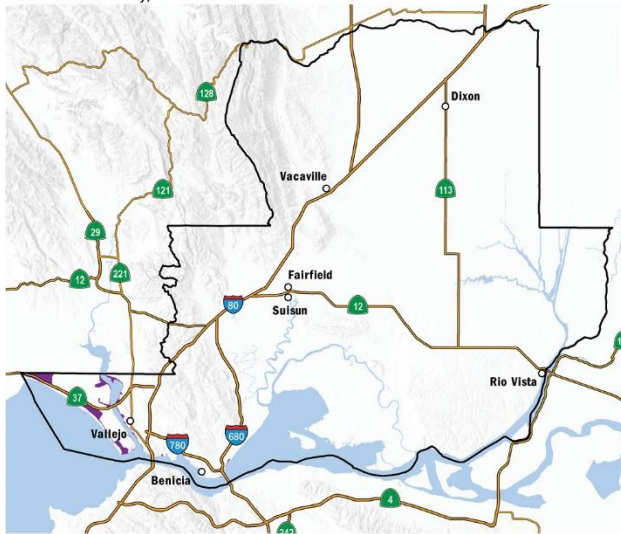 128
Dixon
Vacaville
121
113
29
221
12
Fairfield
80
Suisun
12
Rio Vista
37
Vallejo
780
680
Benicia
4